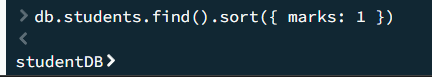 > db.students.find().sort({ marks: 1 })
<
studentDB>